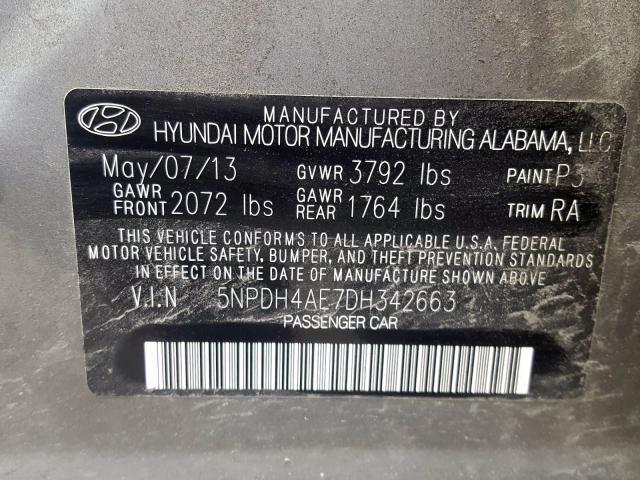 MANUFACTURED BY
HYUNDAI MOTOR MANUFACTURING ALABAMA, LLC
May/07/13 GVWR 3792 lbs PAINT P3
GAWR FRONT 2072 lbs GAWR REAR 1764 lbs TRIM RA
THIS VEHICLE CONFORMS TO ALL APPLICABLE U.S.A. FEDERAL
MOTOR VEHICLE SAFETY, BUMPER, AND THEFT PREVENTION STANDARDS
IN EFFECT ON THE DATE OF MANUFACTURE SHOWN ABOVE
V.I.N 5NPDH4AE7DH342663
PASSENGER CAR